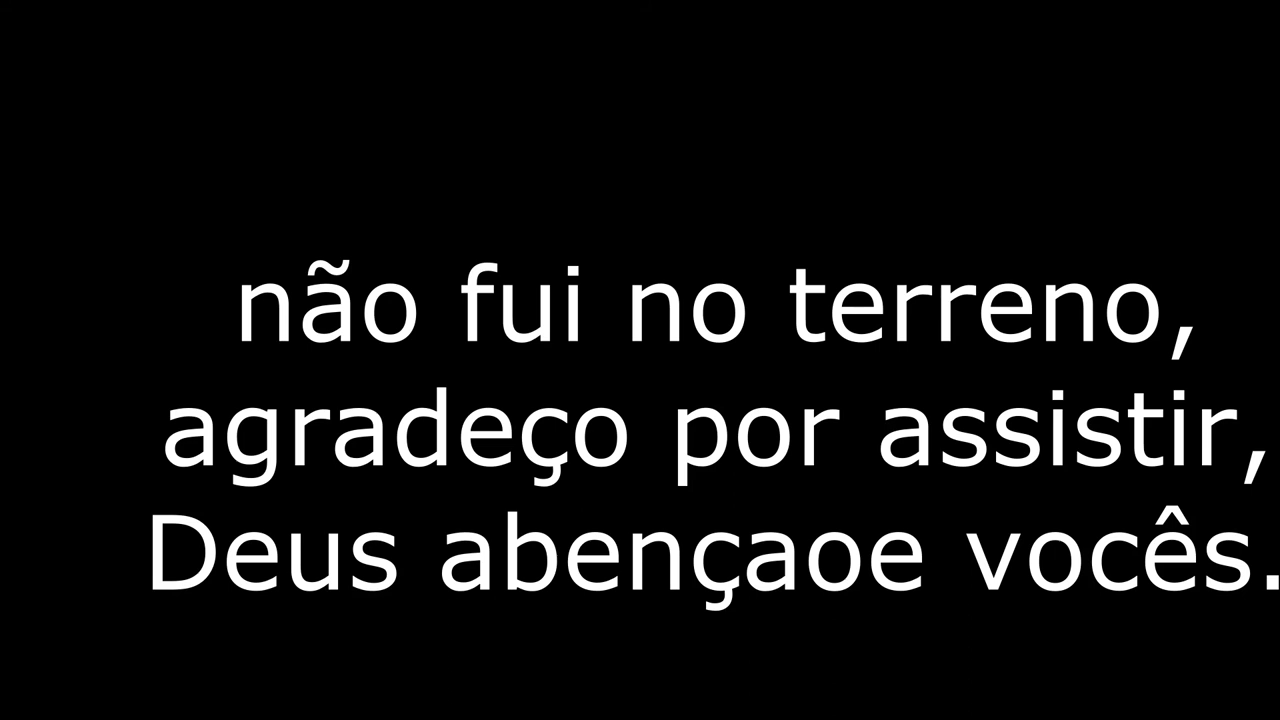 não fui no terreno,
agradeço por assistir,
Deus abençaoe vocês.